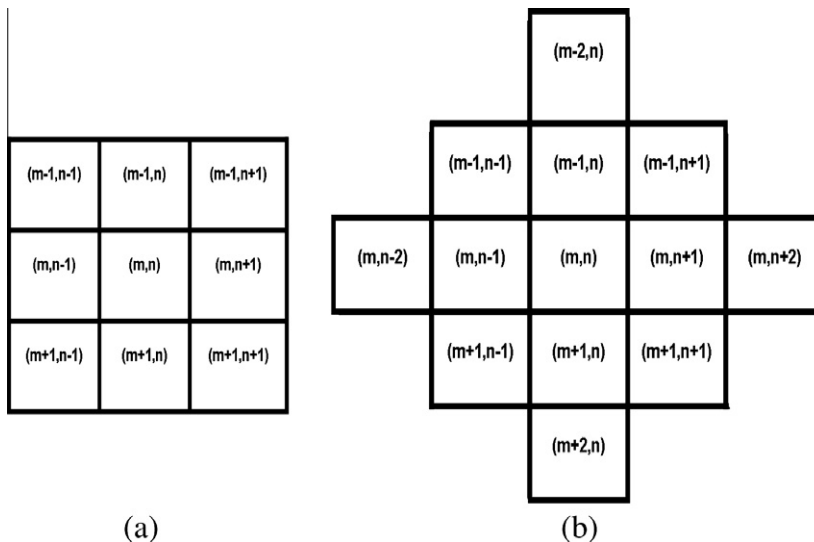 (m-1,n-1) (m-1,n) (m-1,n+1)
(m,n-1) (m,n) (m,n+1)
(m+1,n-1) (m+1,n) (m+1,n+1)
(a)
(m-2,n)
(m-1,n-1) (m-1,n) (m-1,n+1)
(m,n-2) (m,n-1) (m,n) (m,n+1) (m,n+2)
(m+1,n-1) (m+1,n) (m+1,n+1)
(m+2,n)
(b)